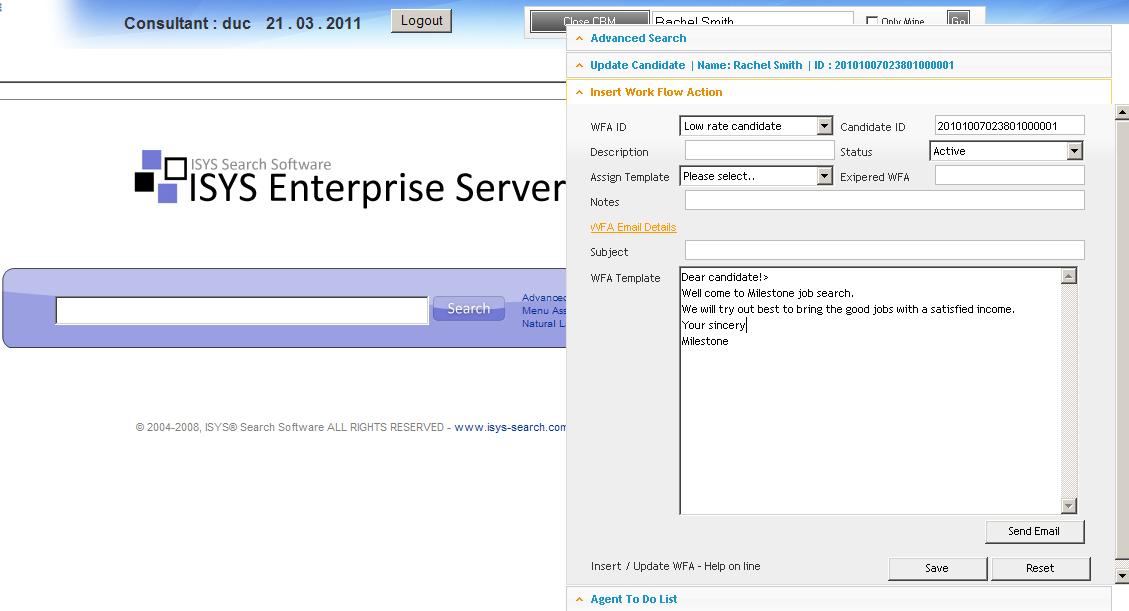 Consultant : duc 21 . 03 . 2011
Logout
Close CBM
Rachel Smith
Only Mine
Go
Advanced Search
Update Candidate | Name: Rachel Smith | ID : 20101007023801000001
Insert Work Flow Action
WFA ID
Low rate candidate
Candidate ID
20101007023801000001
Description
Status
Active
Assign Template
Please select..
Exipered WFA
Notes
WFA Email Details
Subject
WFA Template
Dear candidate!>
Well come to Milestone job search.
We will try out best to bring the good jobs with a satisfied income.
Your sincery
Milestone
Send Email
Insert / Update WFA - Help on line
Save
Reset
Agent To Do List
ISYS Search Software
ISYS Enterprise Server
Search
Advanced
Menu Ass
Natural L
© 2004-2008, ISYS® Search Software ALL RIGHTS RESERVED - www.isys-search.com